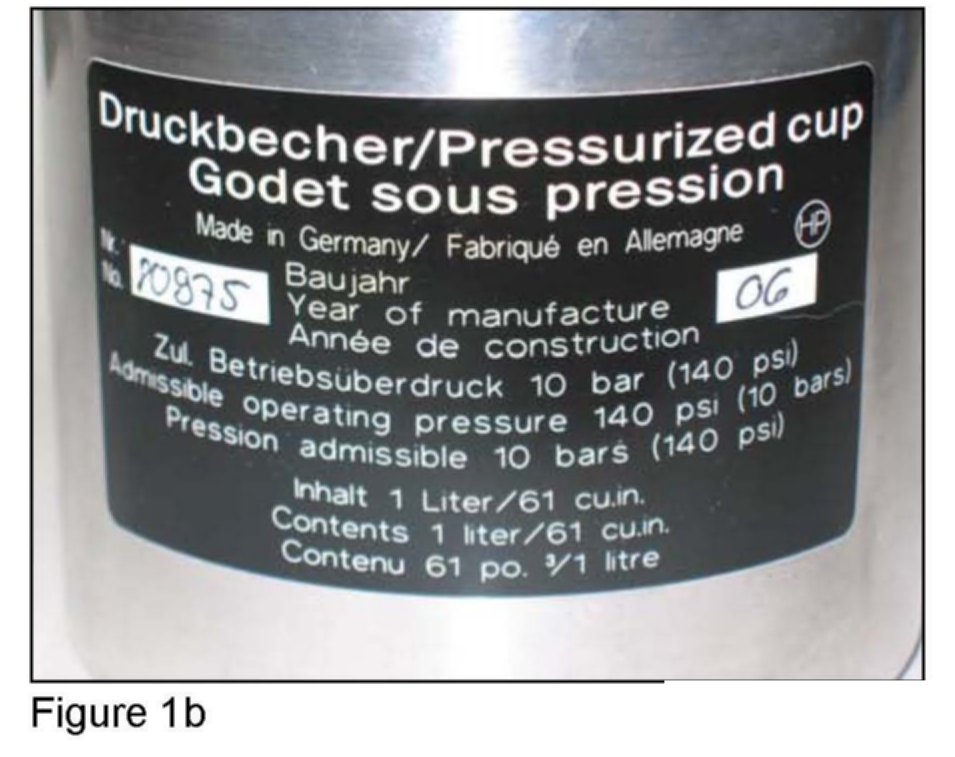 Druckbecher/Pressurized cup
Godet sous pression
Made in Germany/ Fabriqué en Allemagne HP
Nr.
No. 10975 Baujahr 06
Year of manufacture
Année de construction
Zul. Betriebsüberdruck 10 bar (140 psi)
Admissible operating pressure 140 psi (10 bars)
Pression admissible 10 bars (140 psi)
Inhalt 1 Liter/61 cu.in.
Contents 1 liter/61 cu.in.
Contenu 61 po. ³/1 litre
Figure 1b